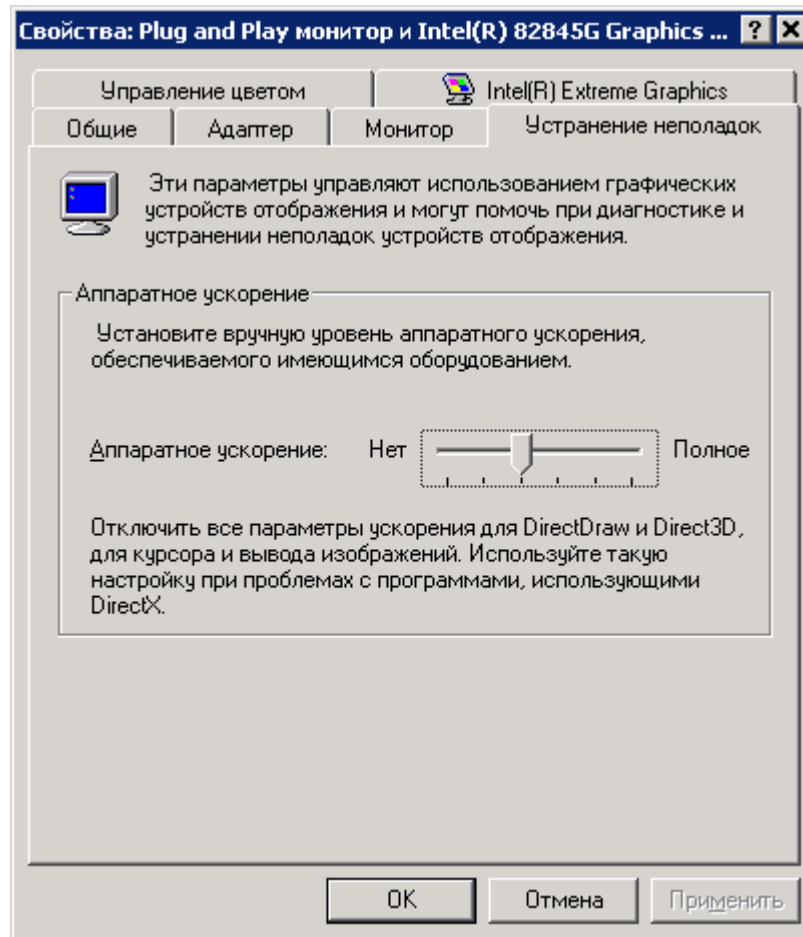 Свойства: Plug and Play монитор и Intel(R) 82845G Graphics ...
Управление цветом
Intel(R) Extreme Graphics
Общие
Адаптер
Монитор
Устранение неполадок
Эти параметры управляют использованием графических
устройств отображения и могут помочь при диагностике и
устранении неполадок устройств отображения.
Аппаратное ускорение
Установите вручную уровень аппаратного ускорения,
обеспечиваемого имеющимся оборудованием.
Аппаратное ускорение: Нет Полное
Отключить все параметры ускорения для DirectDraw и Direct3D,
для курсора и вывода изображений. Используйте такую
настройку при проблемах с программами, использующими
DirectX.
OK
Отмена
Применить